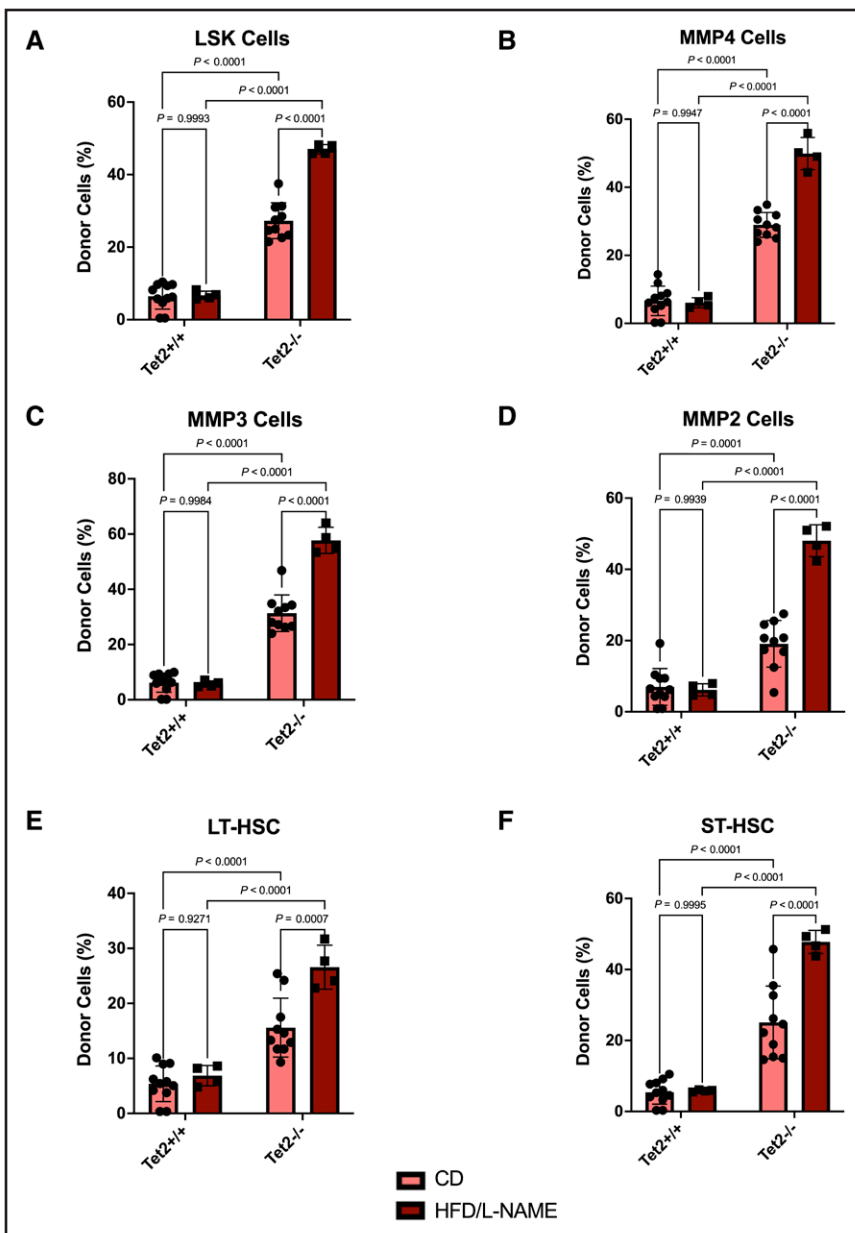 A
LSK Cells
P < 0.0001
P < 0.0001
P = 0.9993
P < 0.0001
Donor Cells (%)
60
40
20
0
Tet2+/+
Tet2-/-
B
MMP4 Cells
P < 0.0001
P < 0.0001
P = 0.9947
P < 0.0001
Donor Cells (%)
60
40
20
0
Tet2+/+
Tet2-/-
C
MMP3 Cells
P < 0.0001
P < 0.0001
P = 0.9984
P < 0.0001
Donor Cells (%)
80
60
40
20
0
Tet2+/+
Tet2-/-
D
MMP2 Cells
P = 0.0001
P < 0.0001
P = 0.9939
P < 0.0001
Donor Cells (%)
60
40
20
0
Tet2+/+
Tet2-/-
E
LT-HSC
P < 0.0001
P < 0.0001
P = 0.9271
P = 0.0007
Donor Cells (%)
40
30
20
10
0
Tet2+/+
Tet2-/-
F
ST-HSC
P < 0.0001
P < 0.0001
P = 0.9995
P < 0.0001
Donor Cells (%)
60
40
20
0
Tet2+/+
Tet2-/-
CD
HFD/L-NAME